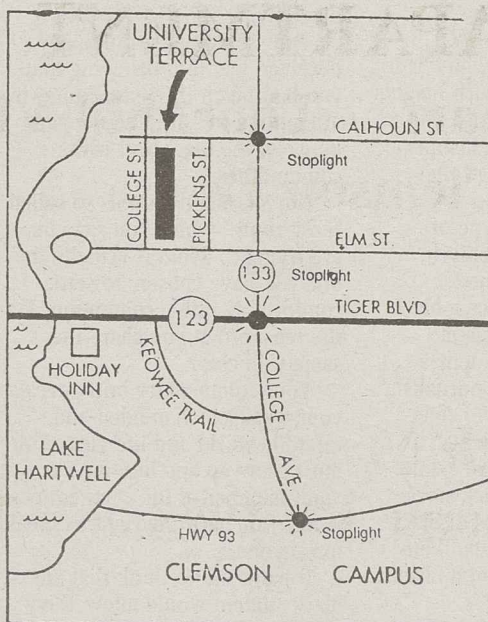 UNIVERSITY
TERRACE
CALHOUN ST.
Stoplight
COLLEGE ST.
PICKENS ST.
ELM ST.
133
Stoplight
TIGER BLVD
123
HOLIDAY
INN
KEOWEE TRAIL
COLLEGE AVE
LAKE
HARTWELL
HWY 93
Stoplight
CLEMSON CAMPUS